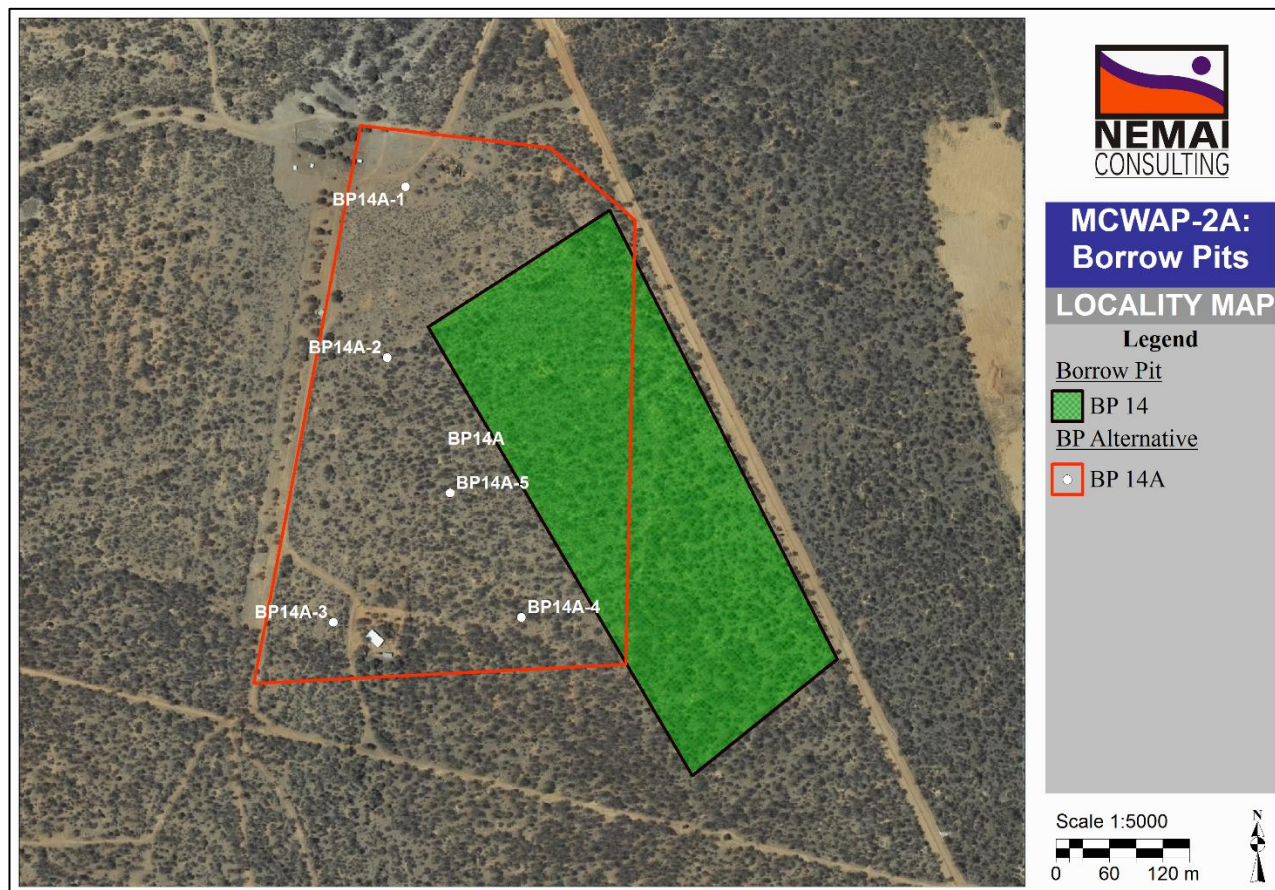 BP14A-1
BP14A-2
BP14A
BP14A-5
BP14A-3
BP14A-4
NEMAI
CONSULTING
MCWAP-2A:
Borrow Pits
LOCALITY MAP
Legend
Borrow Pit
BP 14
BP Alternative
BP 14A
Scale 1:5000
0 60 120 m
N